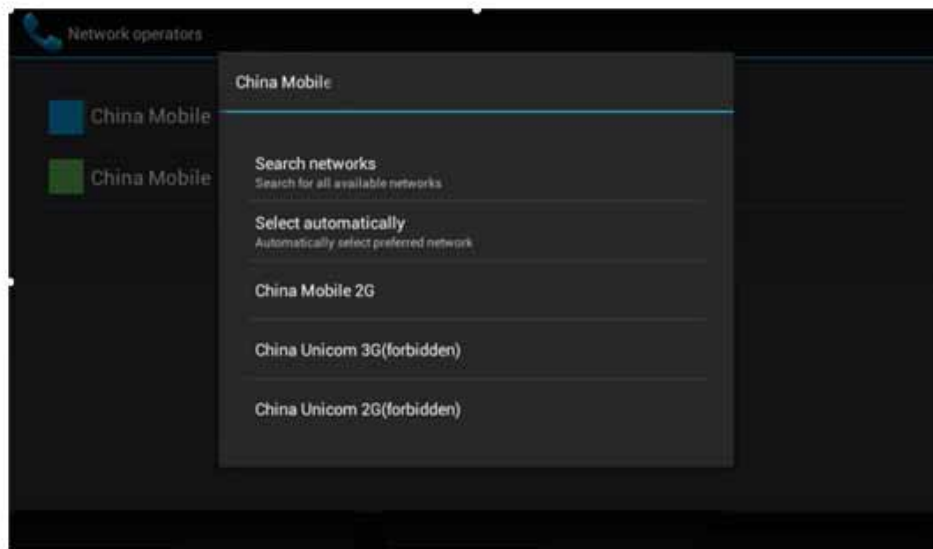 Network operators
China Mobile
China Mobile
China Mobile
Search networks
Search for all available networks
Select automatically
Automatically select preferred network
China Mobile 2G
China Unicom 3G(forbidden)
China Unicom 2G(forbidden)